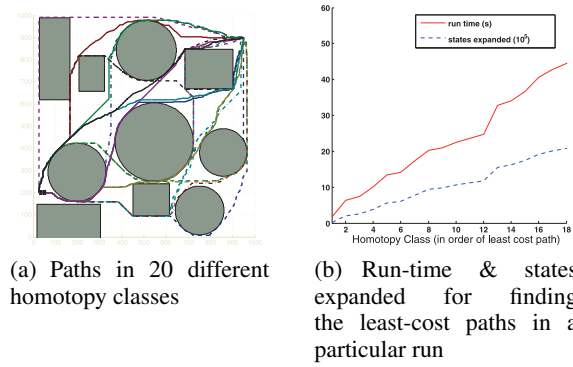 1000
900
800
700
600
500
400
300
200
100
0
0 100 200 300 400 500 600 700 800 900 1000
(a) Paths in 20 different
homotopy classes
60
50
40
30
20
10
0
run time (s)
states expanded (10⁵)
2 4 6 8 10 12 14 16 18
Homotopy Class (in order of least cost path)
(b) Run-time & states
expanded for finding
the least-cost paths in a
particular run